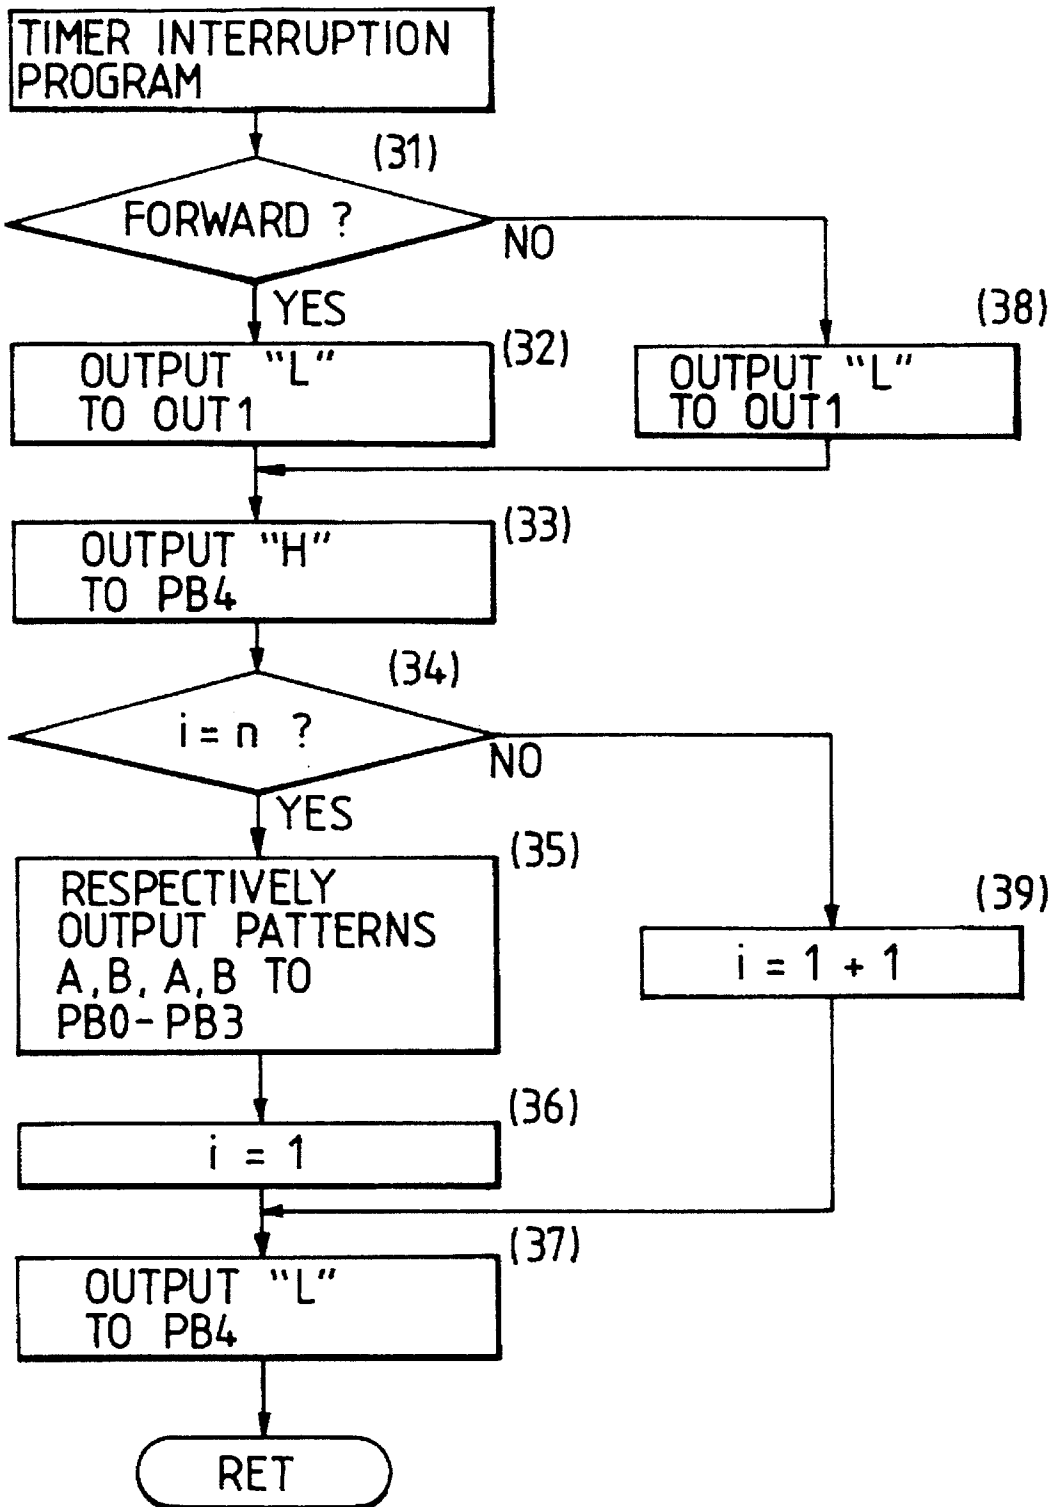 TIMER INTERRUPTION
PROGRAM
(31)
FORWARD ?
NO
YES
(32)
OUTPUT "L"
TO OUT1
(38)
OUTPUT "L"
TO OUT1
(33)
OUTPUT "H"
TO PB4
(34)
i = n ?
NO
YES
(35)
RESPECTIVELY
OUTPUT PATTERNS
A, B, A, B TO
PB0 - PB3
(39)
i = 1 + 1
(36)
i = 1
(37)
OUTPUT "L"
TO PB4
RET